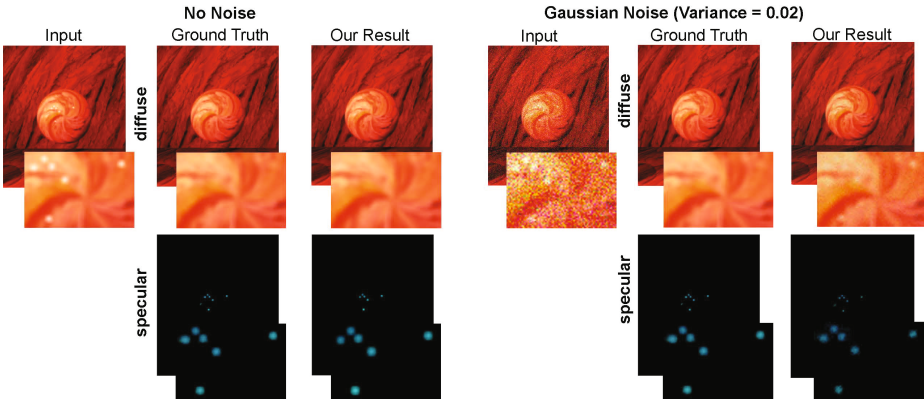 No Noise
Input
Ground Truth
Our Result
diffuse
specular
Gaussian Noise (Variance = 0.02)
Input
Ground Truth
Our Result
diffuse
specular